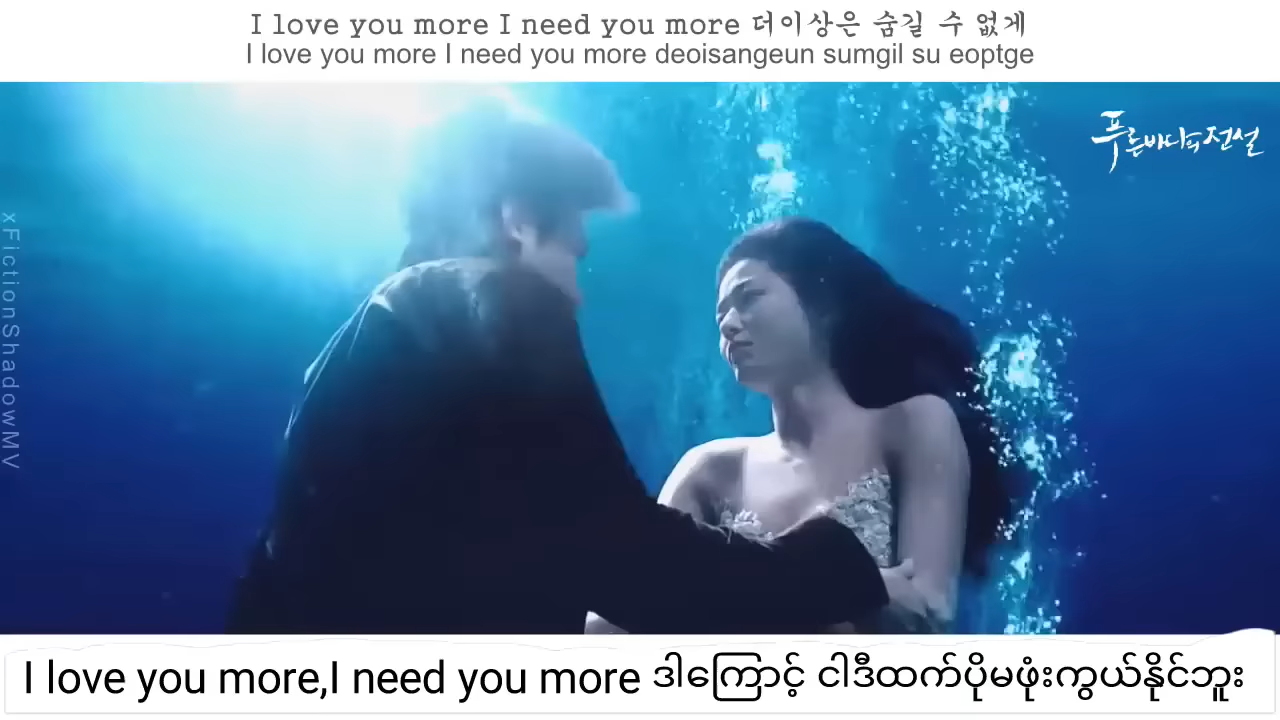 I love you more I need you more 더이상은 숨길 수 없게
I love you more I need you more deoisangeun sumgil su eoptge
푸른바다의전설
xFictionShadowMV
I love you more,I need you more ဒါကြောင့် ငါဒီထက်ပိုမဖုံးကွယ်နိုင်ဘူး